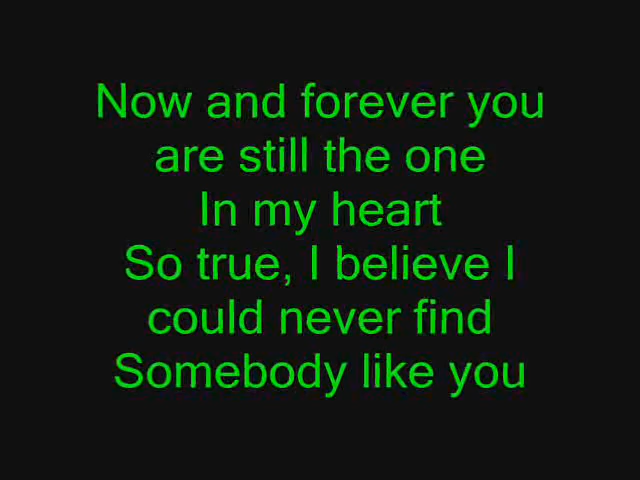 Now and forever you
are still the one
In my heart
So true, I believe I
could never find
Somebody like you